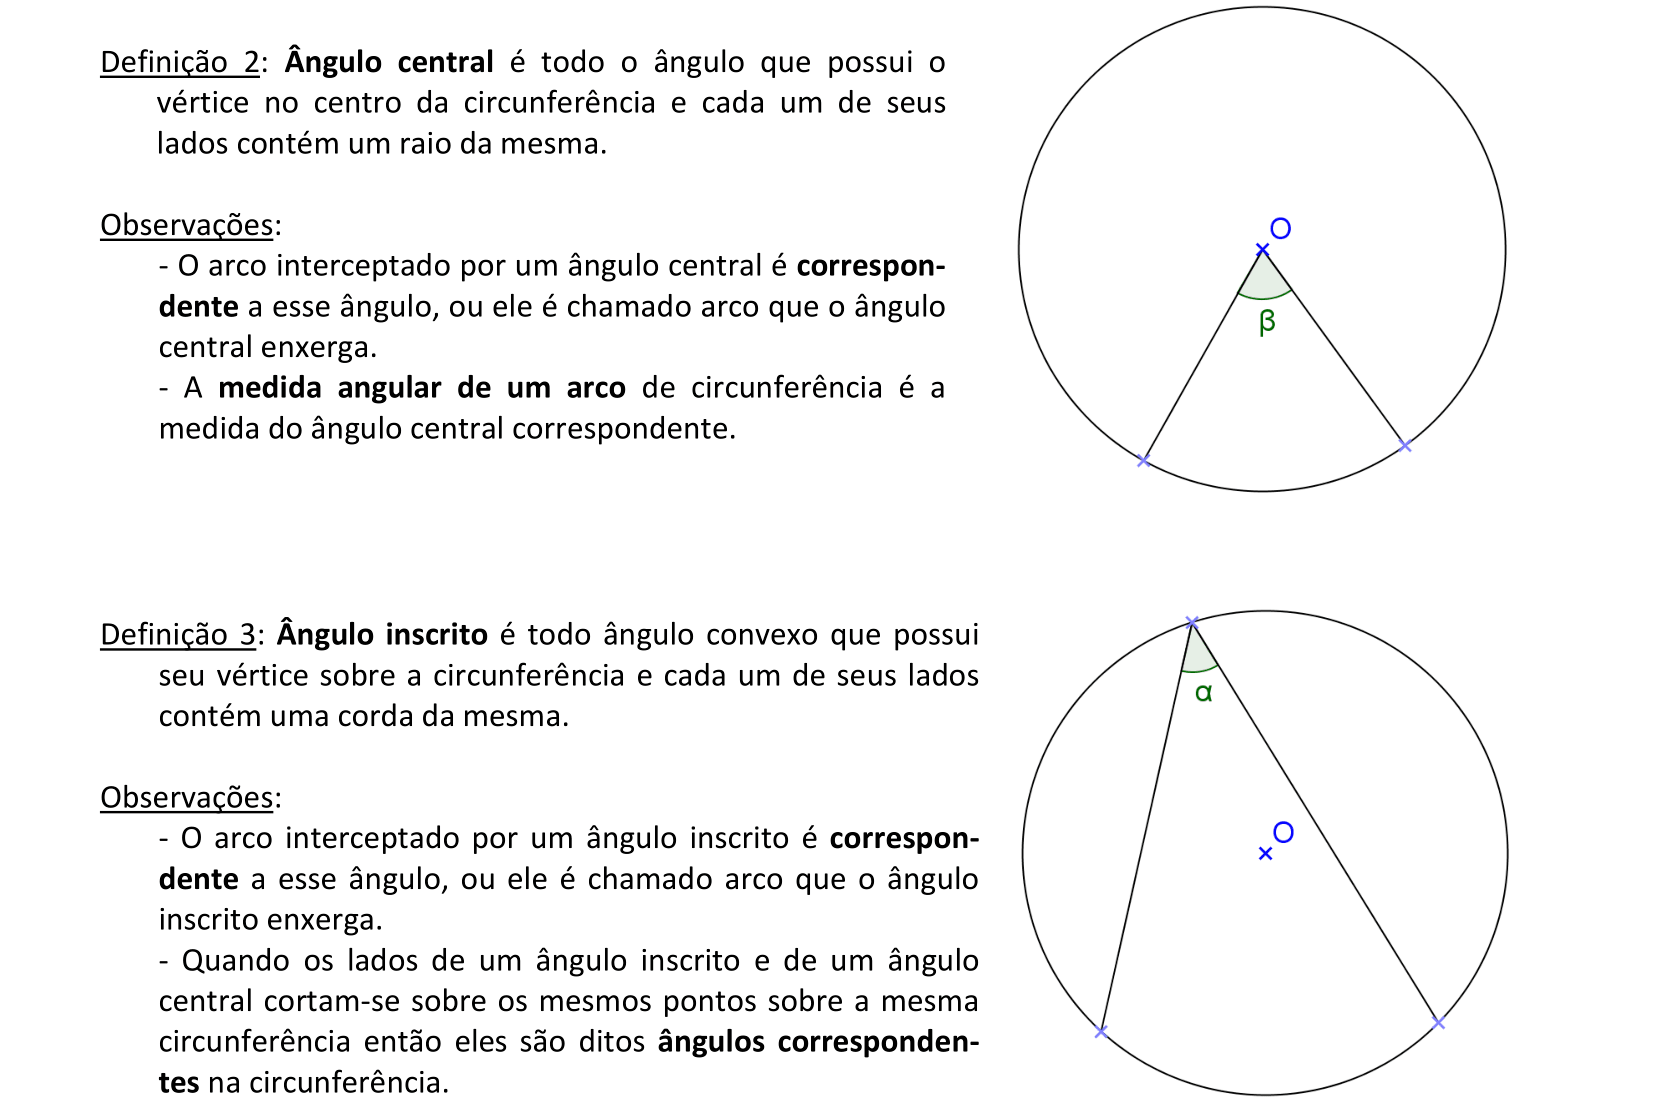 Definição 2: Ângulo central é todo o ângulo que possui o
vértice no centro da circunferência e cada um de seus
lados contém um raio da mesma.
Observações:
- O arco interceptado por um ângulo central é correspon-
dente a esse ângulo, ou ele é chamado arco que o ângulo
central enxerga.
- A medida angular de um arco de circunferência é a
medida do ângulo central correspondente.
O
β
Definição 3: Ângulo inscrito é todo ângulo convexo que possui
seu vértice sobre a circunferência e cada um de seus lados
contém uma corda da mesma.
Observações:
- O arco interceptado por um ângulo inscrito é correspon-
dente a esse ângulo, ou ele é chamado arco que o ângulo
inscrito enxerga.
- Quando os lados de um ângulo inscrito e de um ângulo
central cortam-se sobre os mesmos pontos sobre a mesma
circunferência então eles são ditos ângulos corresponden-
tes na circunferência.
α
O